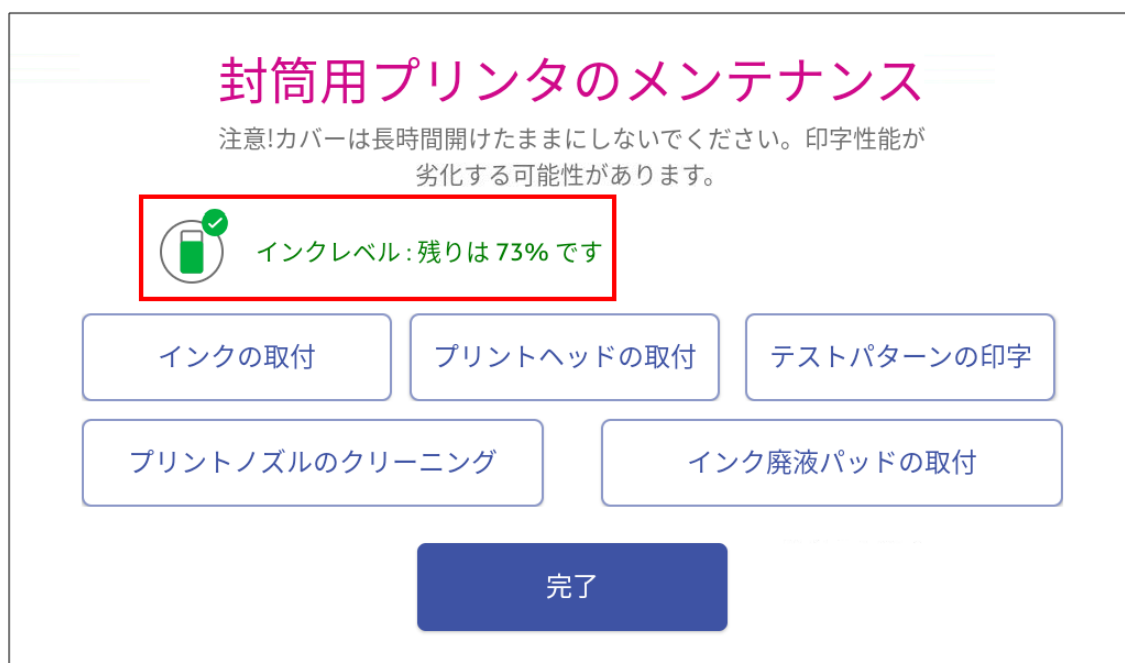 封筒用プリンタのメンテナンス
注意!カバーは長時間開けたままにしないでください。印字性能が
劣化する可能性があります。
インクレベル : 残りは 73% です
インクの取付
プリントヘッドの取付
テストパターンの印字
プリントノズルのクリーニング
インク廃液パッドの取付
完了